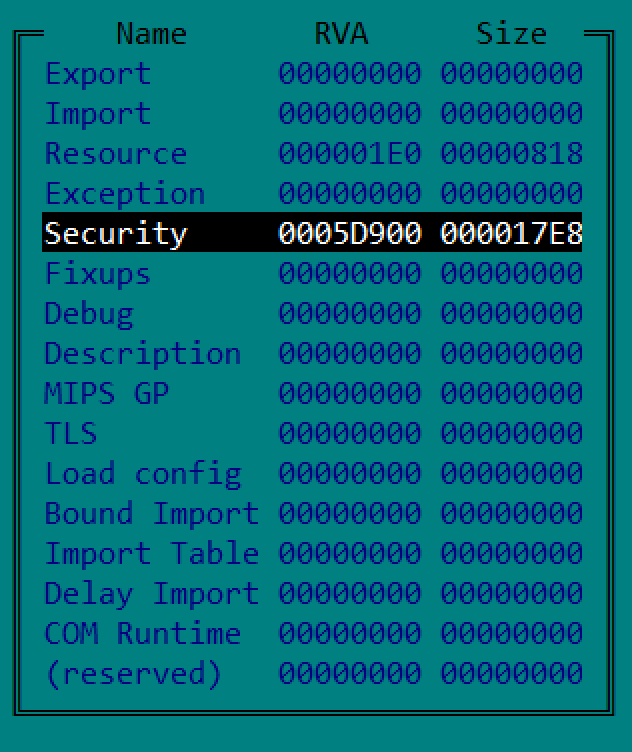 Name RVA Size
Export 00000000 00000000
Import 00000000 00000000
Resource 000001E0 00000818
Exception 00000000 00000000
Security 0005D900 000017E8
Fixups 00000000 00000000
Debug 00000000 00000000
Description 00000000 00000000
MIPS GP 00000000 00000000
TLS 00000000 00000000
Load config 00000000 00000000
Bound Import 00000000 00000000
Import Table 00000000 00000000
Delay Import 00000000 00000000
COM Runtime 00000000 00000000
(reserved) 00000000 00000000